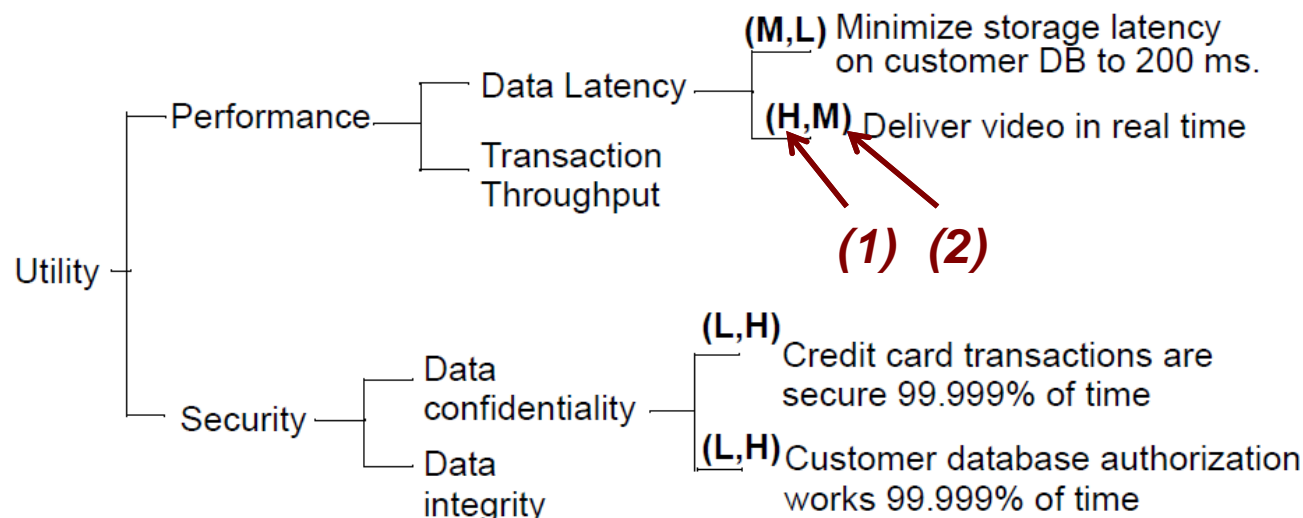 (M,L) Minimize storage latency
on customer DB to 200 ms.
Performance
Data Latency
(H,M) Deliver video in real time
Transaction
Throughput
(1) (2)
Utility
(L,H)
Credit card transactions are
secure 99.999% of time
Security
Data
confidentiality
(L,H) Customer database authorization
works 99.999% of time
Data
integrity